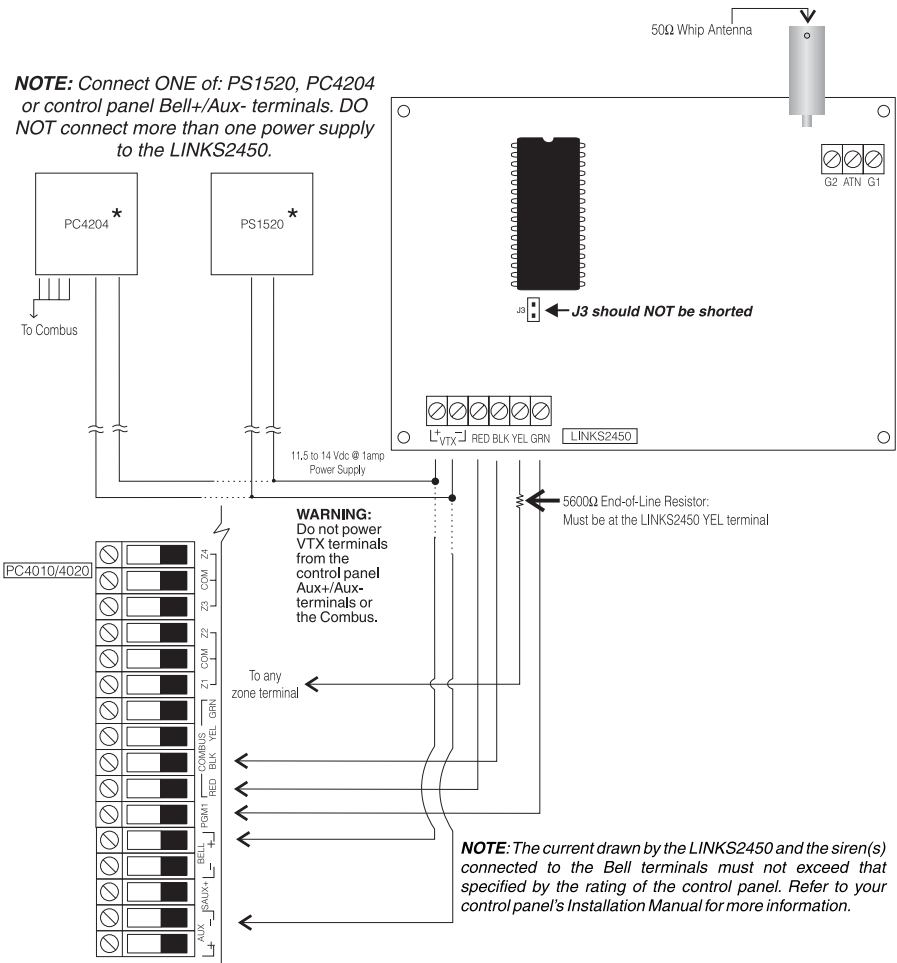 50Ω Whip Antenna
NOTE: Connect ONE of: PS1520, PC4204
or control panel Bell+/Aux- terminals. DO
NOT connect more than one power supply
to the LINKS2450.
G2 ATN G1
PC4204 *
PS1520 *
To Combus
J3
J3 should NOT be shorted
+ VTX - RED BLK YEL GRN
LINKS2450
11.5 to 14 Vdc @ 1amp
Power Supply
5600Ω End-of-Line Resistor:
Must be at the LINKS2450 YEL terminal
WARNING:
Do not power
VTX terminals
from the
control panel
Aux+/Aux-
terminals or
the Combus.
PC4010/4020
Z4
COM
Z3
Z2
COM
Z1
To any
zone terminal
GRN
YEL
COMBUS
BLK
RED
PGM1
+
BELL
-
SAUX+
-
AUX
+
NOTE: The current drawn by the LINKS2450 and the siren(s)
connected to the Bell terminals must not exceed that
specified by the rating of the control panel. Refer to your
control panel's Installation Manual for more information.